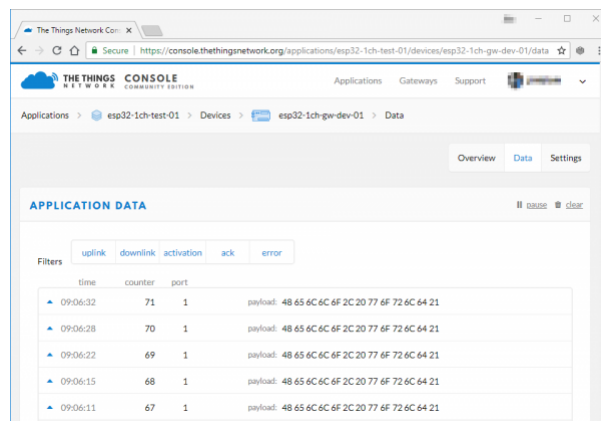 The Things Network Con
Secure | https://console.thethingsnetwork.org/applications/esp32-1ch-test-01/devices/esp32-1ch-gw-dev-01/data
THE THINGS NETWORK CONSOLE COMMUNITY EDITION Applications Gateways Support
Applications > esp32-1ch-test-01 > Devices > esp32-1ch-gw-dev-01 > Data
Overview Data Settings
APPLICATION DATA pause clear
Filters uplink downlink activation ack error
time counter port
09:06:32 71 1 payload: 48 65 6C 6C 6F 2C 20 77 6F 72 6C 64 21
09:06:28 70 1 payload: 48 65 6C 6C 6F 2C 20 77 6F 72 6C 64 21
09:06:22 69 1 payload: 48 65 6C 6C 6F 2C 20 77 6F 72 6C 64 21
09:06:15 68 1 payload: 48 65 6C 6C 6F 2C 20 77 6F 72 6C 64 21
09:06:11 67 1 payload: 48 65 6C 6C 6F 2C 20 77 6F 72 6C 64 21